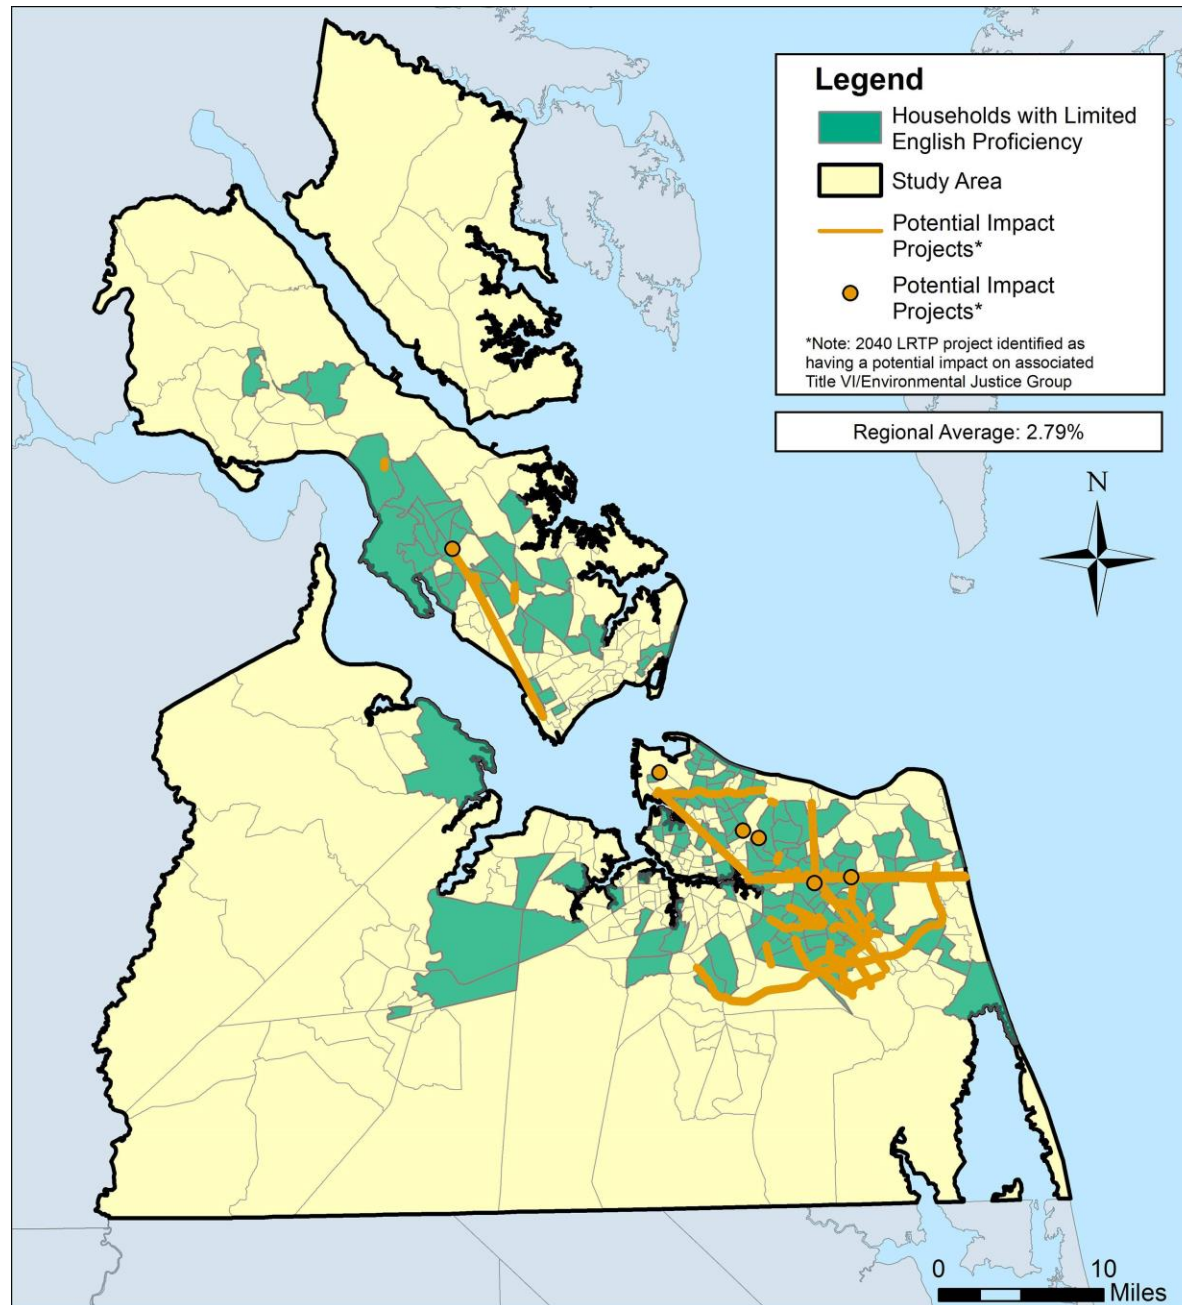 Legend
Households with Limited
English Proficiency
Study Area
Potential Impact
Projects*
Potential Impact
Projects*
*Note: 2040 LRTP project identified as
having a potential impact on associated
Title VI/Environmental Justice Group
Regional Average: 2.79%
N
0 10
Miles